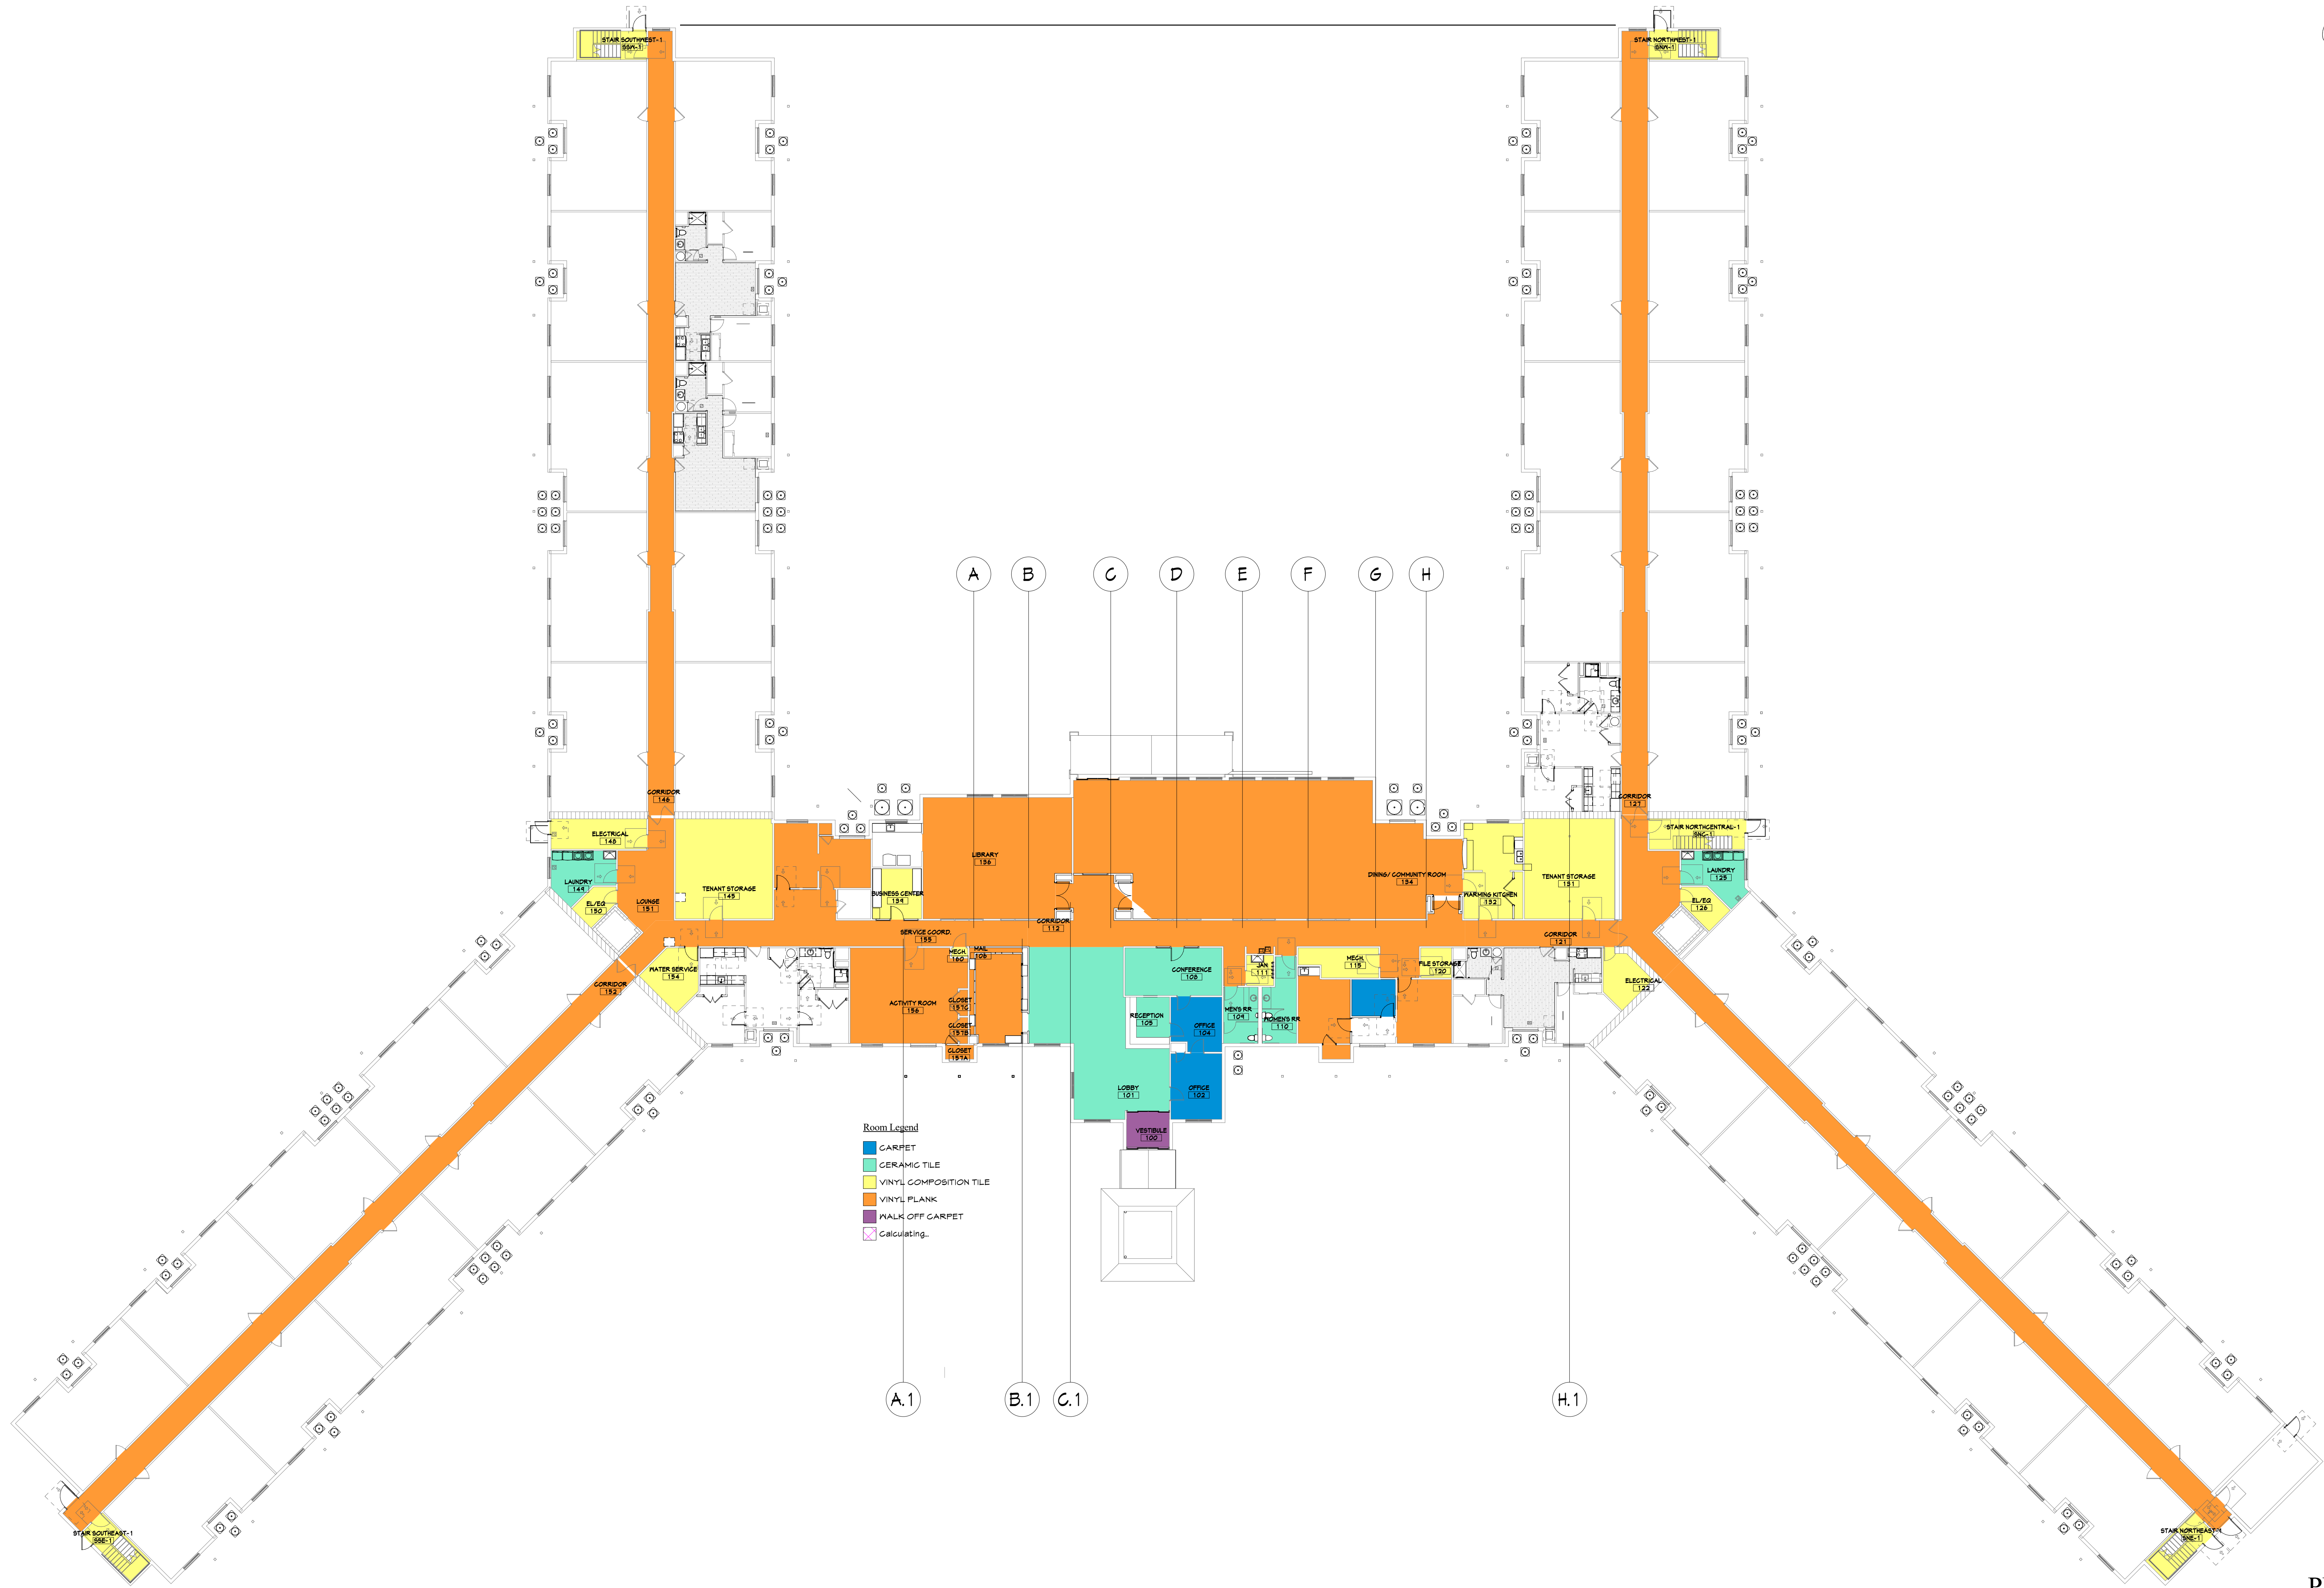 STAIR SOUTHWEST-1
SSW-1
STAIR NORTHWEST-1
SNW-1
A
B
C
D
E
F
G
H
CORRIDOR
146
CORRIDOR
127
ELECTRICAL
148
STAIR NORTHCENTRAL-1
SNC-1
LAUNDRY
149
EL/EQ
150
LOUNGE
151
TENANT STORAGE
145
BUSINESS CENTER
139
LIBRARY
136
DINING/ COMMUNITY ROOM
134
WARMING KITCHEN
132
TENANT STORAGE
131
LAUNDRY
125
EL/EQ
126
CORRIDOR
112
SERVICE COORD.
155
CORRIDOR
121
MECH.
160
MAIL
106
WATER SERVICE
154
CORRIDOR
152
CONFERENCE
108
JAN
111
MECH.
115
FILE STORAGE
120
ELECTRICAL
122
ACTIVITY ROOM
156
CLOSET
157C
CLOSET
157B
CLOSET
157A
RECEPTION
103
OFFICE
104
MEN'S RR
109
WOMEN'S RR
110
LOBBY
101
OFFICE
102
VESTIBULE
100
Room Legend
CARPET
CERAMIC TILE
VINYL COMPOSITION TILE
VINYL PLANK
WALK OFF CARPET
Calculating...
A.1
B.1
C.1
H.1
STAIR SOUTHEAST-1
SSE-1
STAIR NORTHEAST-1
SNE-1